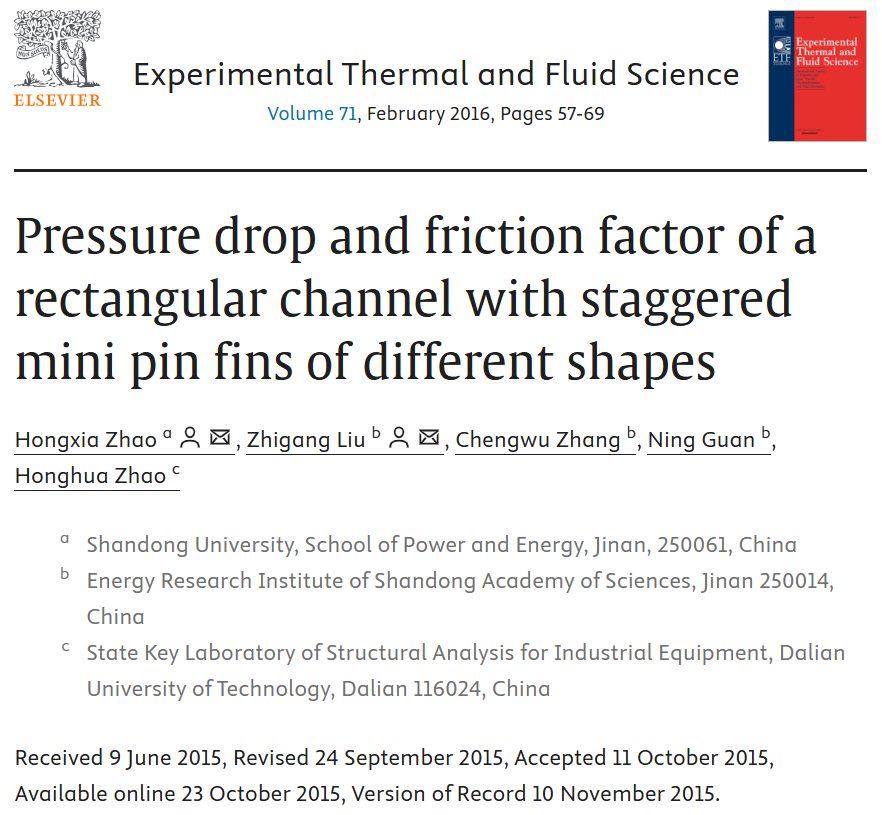 ELSEVIER
Experimental Thermal and Fluid Science
Volume 71, February 2016, Pages 57-69
Experimental
Thermal and
Fluid Science
ETF
Pressure drop and friction factor of a
rectangular channel with staggered
mini pin fins of different shapes
Hongxia Zhao a, Zhigang Liu b, Chengwu Zhang b, Ning Guan b,
Honghua Zhao c
a Shandong University, School of Power and Energy, Jinan, 250061, China
b Energy Research Institute of Shandong Academy of Sciences, Jinan 250014,
China
c State Key Laboratory of Structural Analysis for Industrial Equipment, Dalian
University of Technology, Dalian 116024, China
Received 9 June 2015, Revised 24 September 2015, Accepted 11 October 2015,
Available online 23 October 2015, Version of Record 10 November 2015.